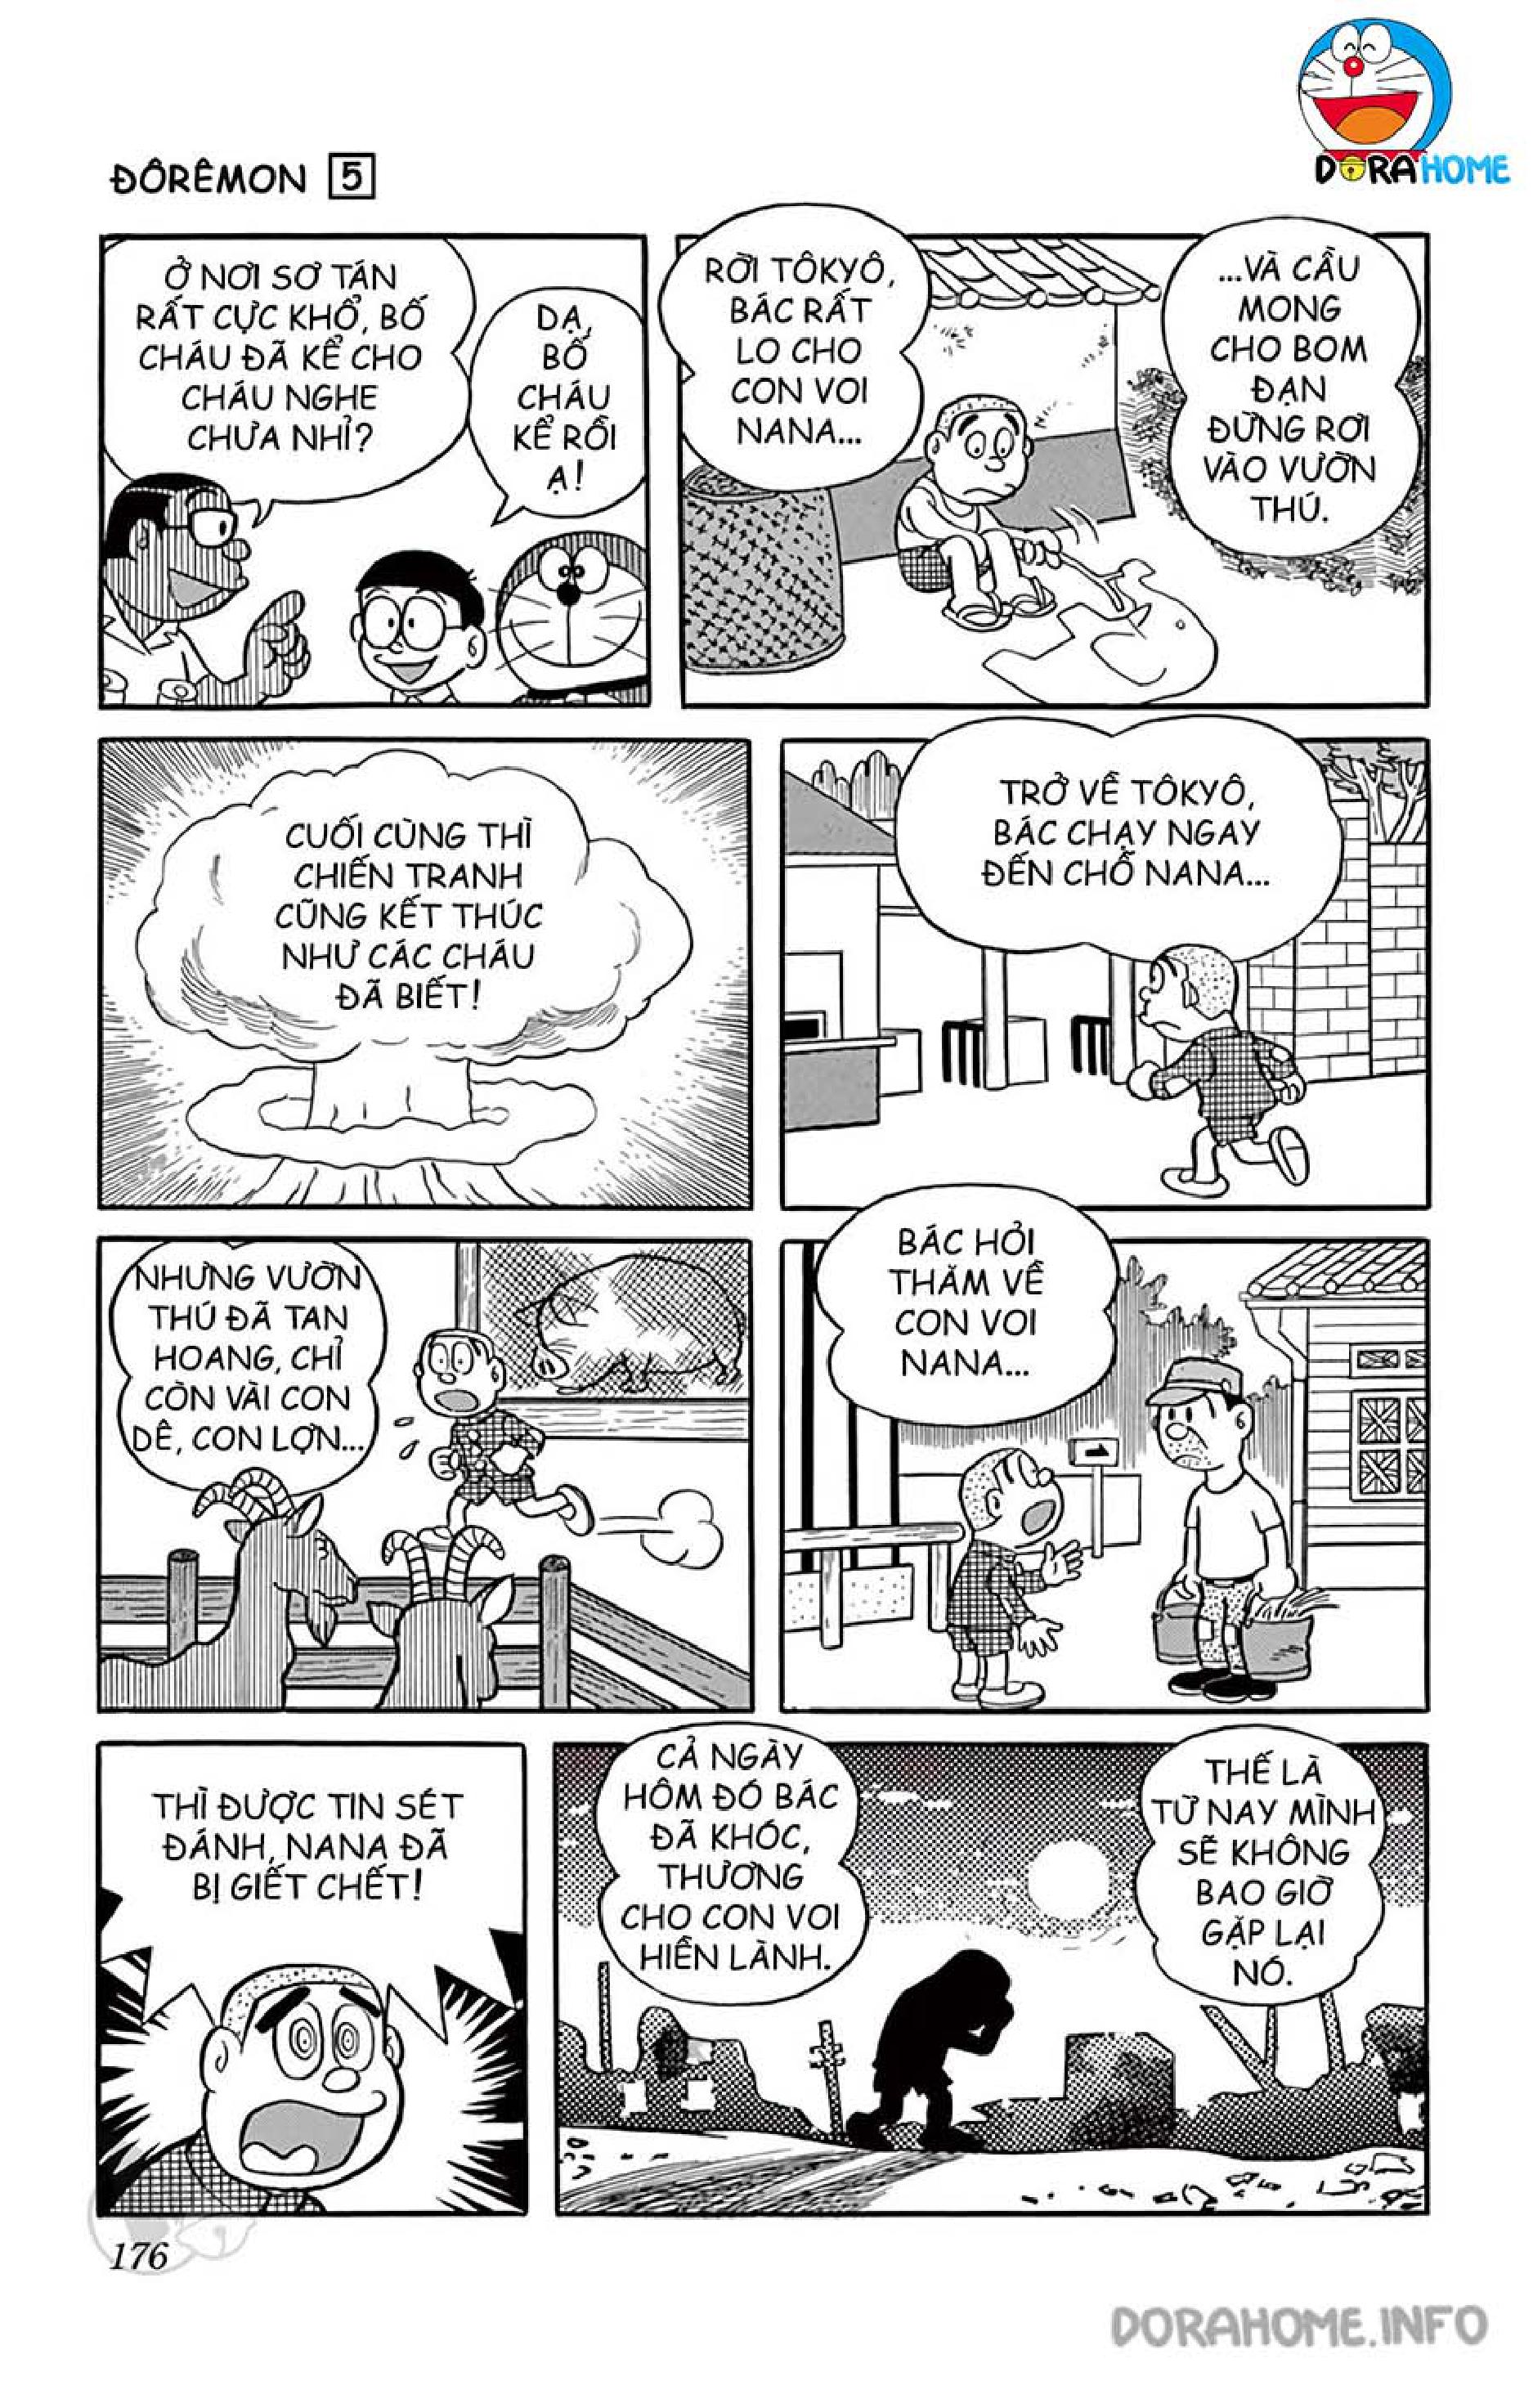 DORAHOME
ĐÔRÊMON 5
Ở NƠI SƠ TÁN
RẤT CỰC KHỔ, BỐ
CHÁU ĐÃ KỂ CHO
CHÁU NGHE
CHƯA NHỈ?
DẠ,
BỐ
CHÁU
KỂ RỒI
Ạ!
RỜI TÔKYÔ,
BÁC RẤT
LO CHO
CON VOI
NANA...
...VÀ CẦU
MONG
CHO BOM
ĐẠN
ĐỪNG RƠI
VÀO VƯỜN
THÚ.
CUỐI CÙNG THÌ
CHIẾN TRANH
CŨNG KẾT THÚC
NHƯ CÁC CHÁU
ĐÃ BIẾT!
TRỞ VỀ TÔKYÔ,
BÁC CHẠY NGAY
ĐẾN CHỖ NANA...
NHƯNG VƯỜN
THÚ ĐÃ TAN
HOANG, CHỈ
CÒN VÀI CON
DÊ, CON LỢN...
BÁC HỎI
THĂM VỀ
CON VOI
NANA...
THÌ ĐƯỢC TIN SÉT
ĐÁNH, NANA ĐÃ
BỊ GIẾT CHẾT!
CẢ NGÀY
HÔM ĐÓ BÁC
ĐÃ KHÓC,
THƯƠNG
CHO CON VOI
HIỀN LÀNH.
THẾ LÀ
TỪ NAY MÌNH
SẼ KHÔNG
BAO GIỜ
GẶP LẠI
NÓ.
176
DORAHOME.INFO